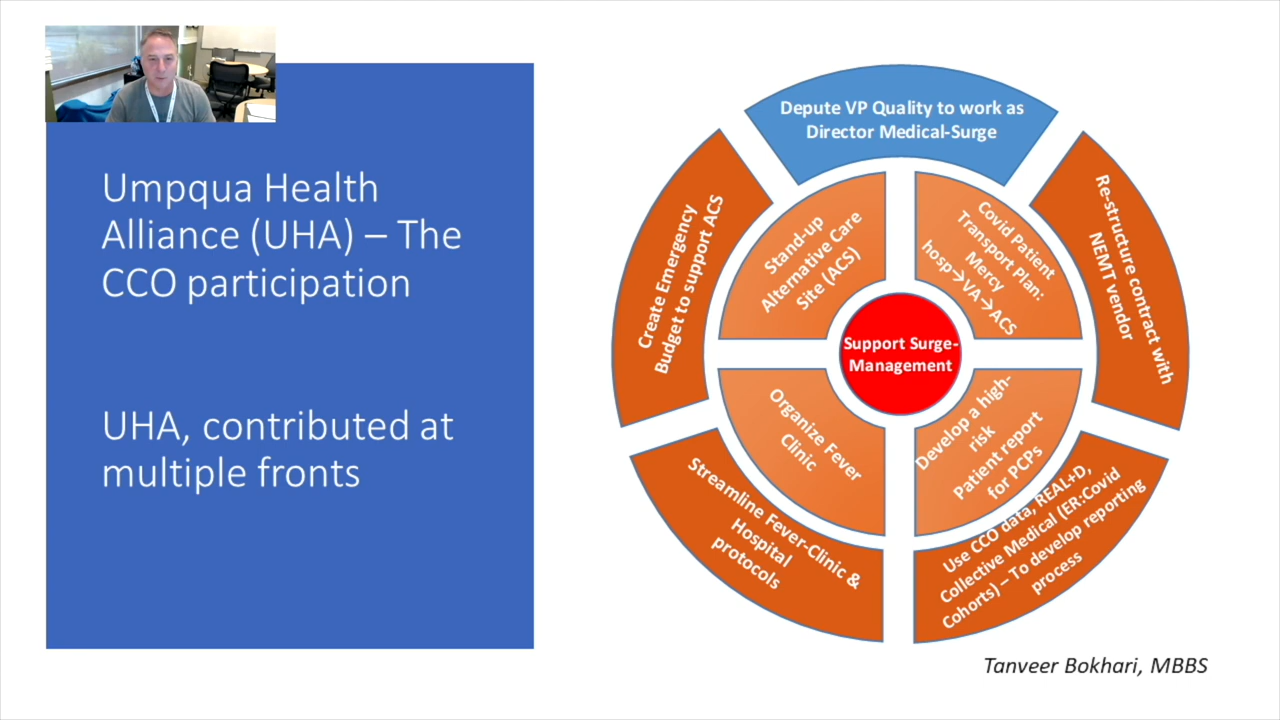 Umpqua Health
Alliance (UHA) – The
CCO participation
UHA, contributed at
multiple fronts
Depute VP Quality to work as
Director Medical-Surge
Create Emergency
Budget to support ACS
Re-structure contract with
NEMT vendor
Stand-up
Alternative Care
Site (ACS)
Covid Patient
Transport Plan:
Mercy
hosp→VA→ACS
Support Surge-
Management
Organize Fever
Clinic
Develop a high-
risk
Patient report
for PCPs
Streamline Fever-Clinic &
Hospital
protocols
Use CCO data, REAL+D,
Collective Medical (ER:Covid
Cohorts) – To develop reporting
process
Tanveer Bokhari, MBBS